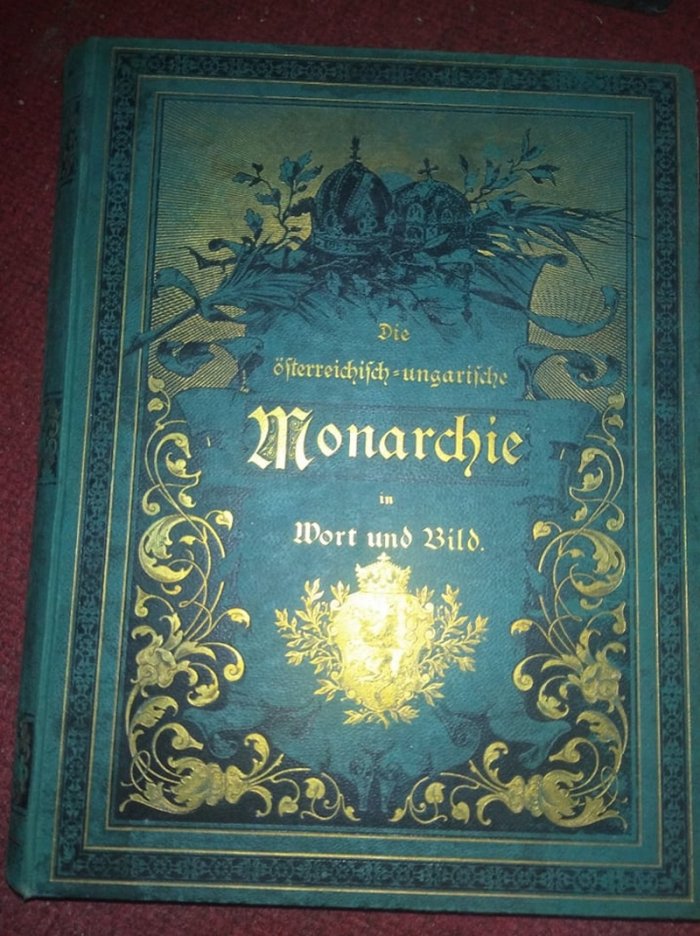 Die
öſterreichiſch-ungariſche
Monarchie
in
Wort und Bild.